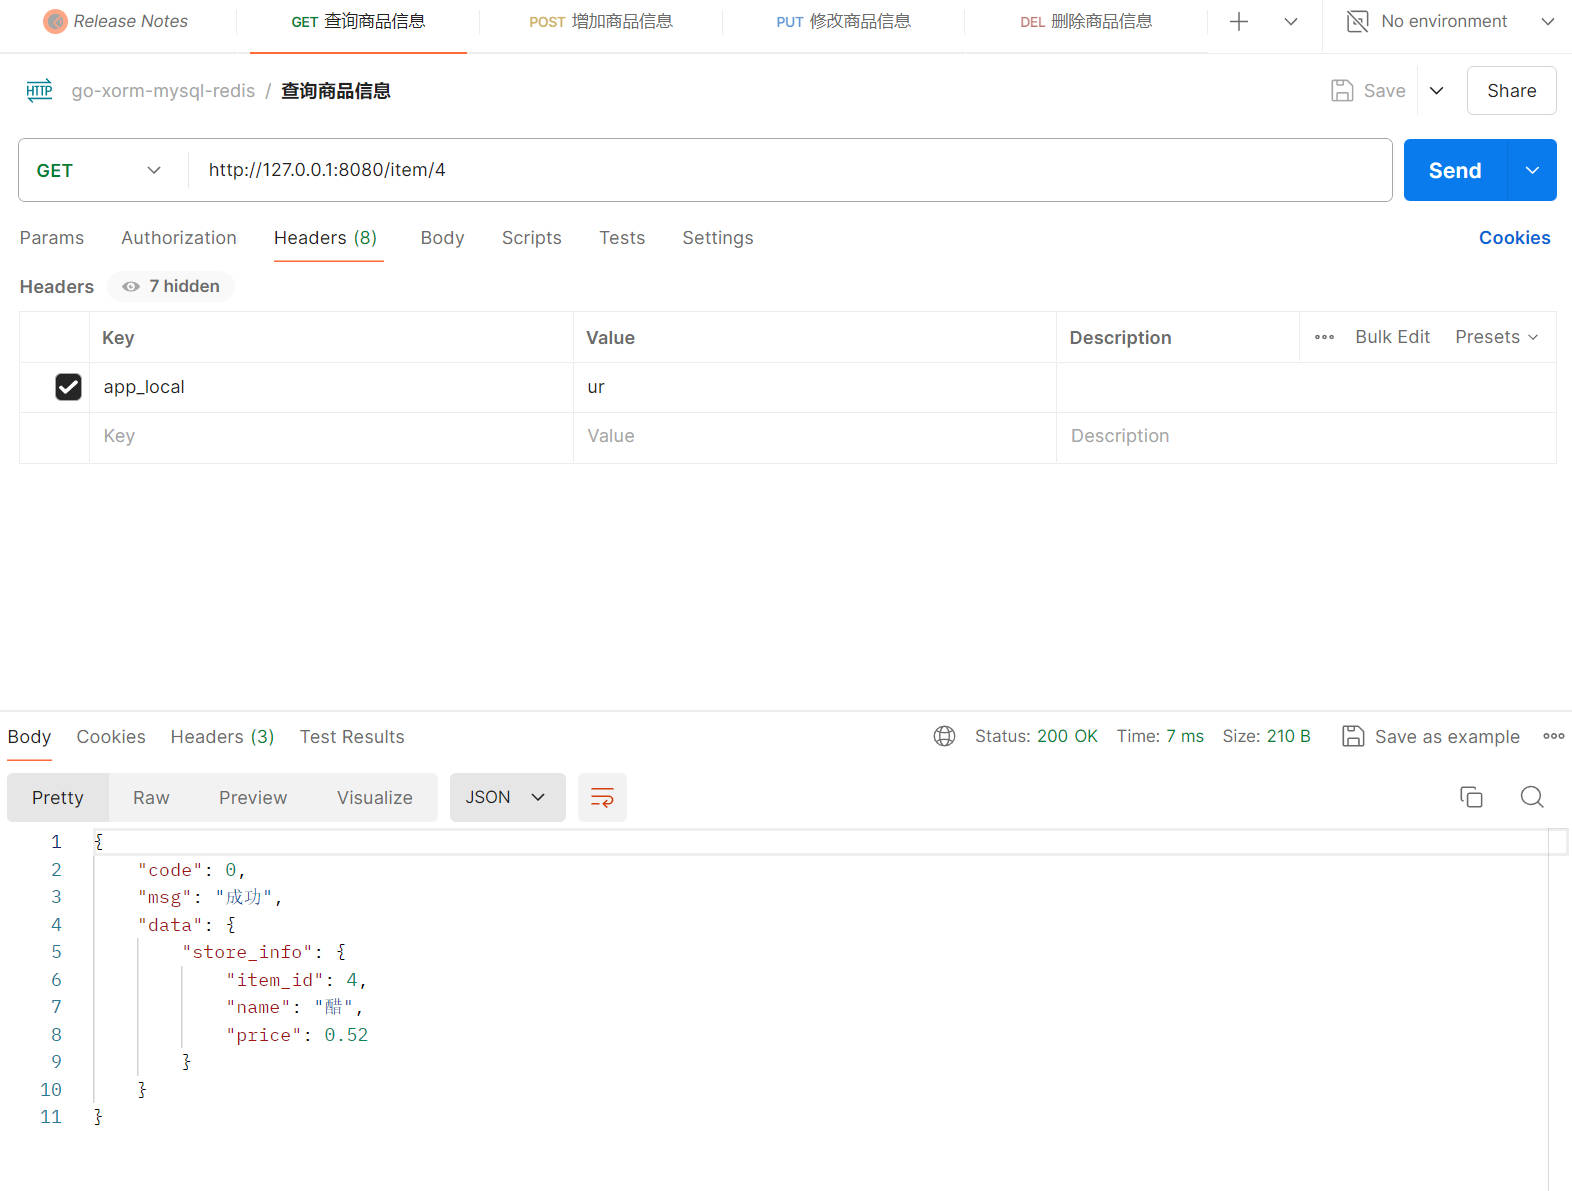 Release Notes GET 查询商品信息 POST 增加商品信息 PUT 修改商品信息 DEL 删除商品信息 No environment
HTTP go-xorm-mysql-redis / 查询商品信息 Save Share
GET http://127.0.0.1:8080/item/4 Send
Params Authorization Headers (8) Body Scripts Tests Settings Cookies
Headers 7 hidden
Key Value Description Bulk Edit Presets
app_local ur
Key Value Description
Body Cookies Headers (3) Test Results Status: 200 OK Time: 7 ms Size: 210 B Save as example
Pretty Raw Preview Visualize JSON
1 {
2 "code": 0,
3 "msg": "成功",
4 "data": {
5 "store_info": {
6 "item_id": 4,
7 "name": "醋",
8 "price": 0.52
9 }
10 }
11 }